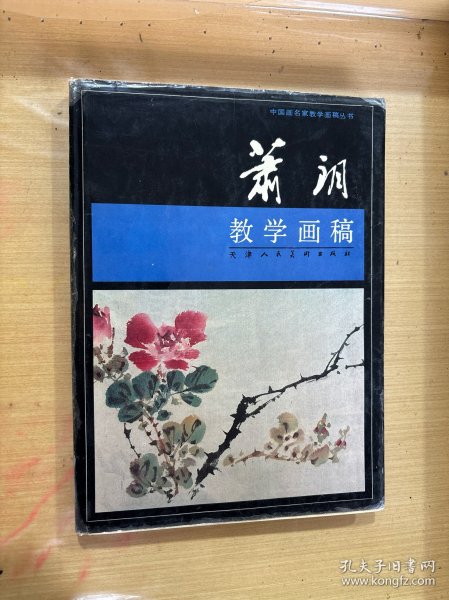 中国画名家教学画稿丛书
萧朗
教学画稿
天津人民美术出版社
孔夫子旧书网
www.kongfz.com